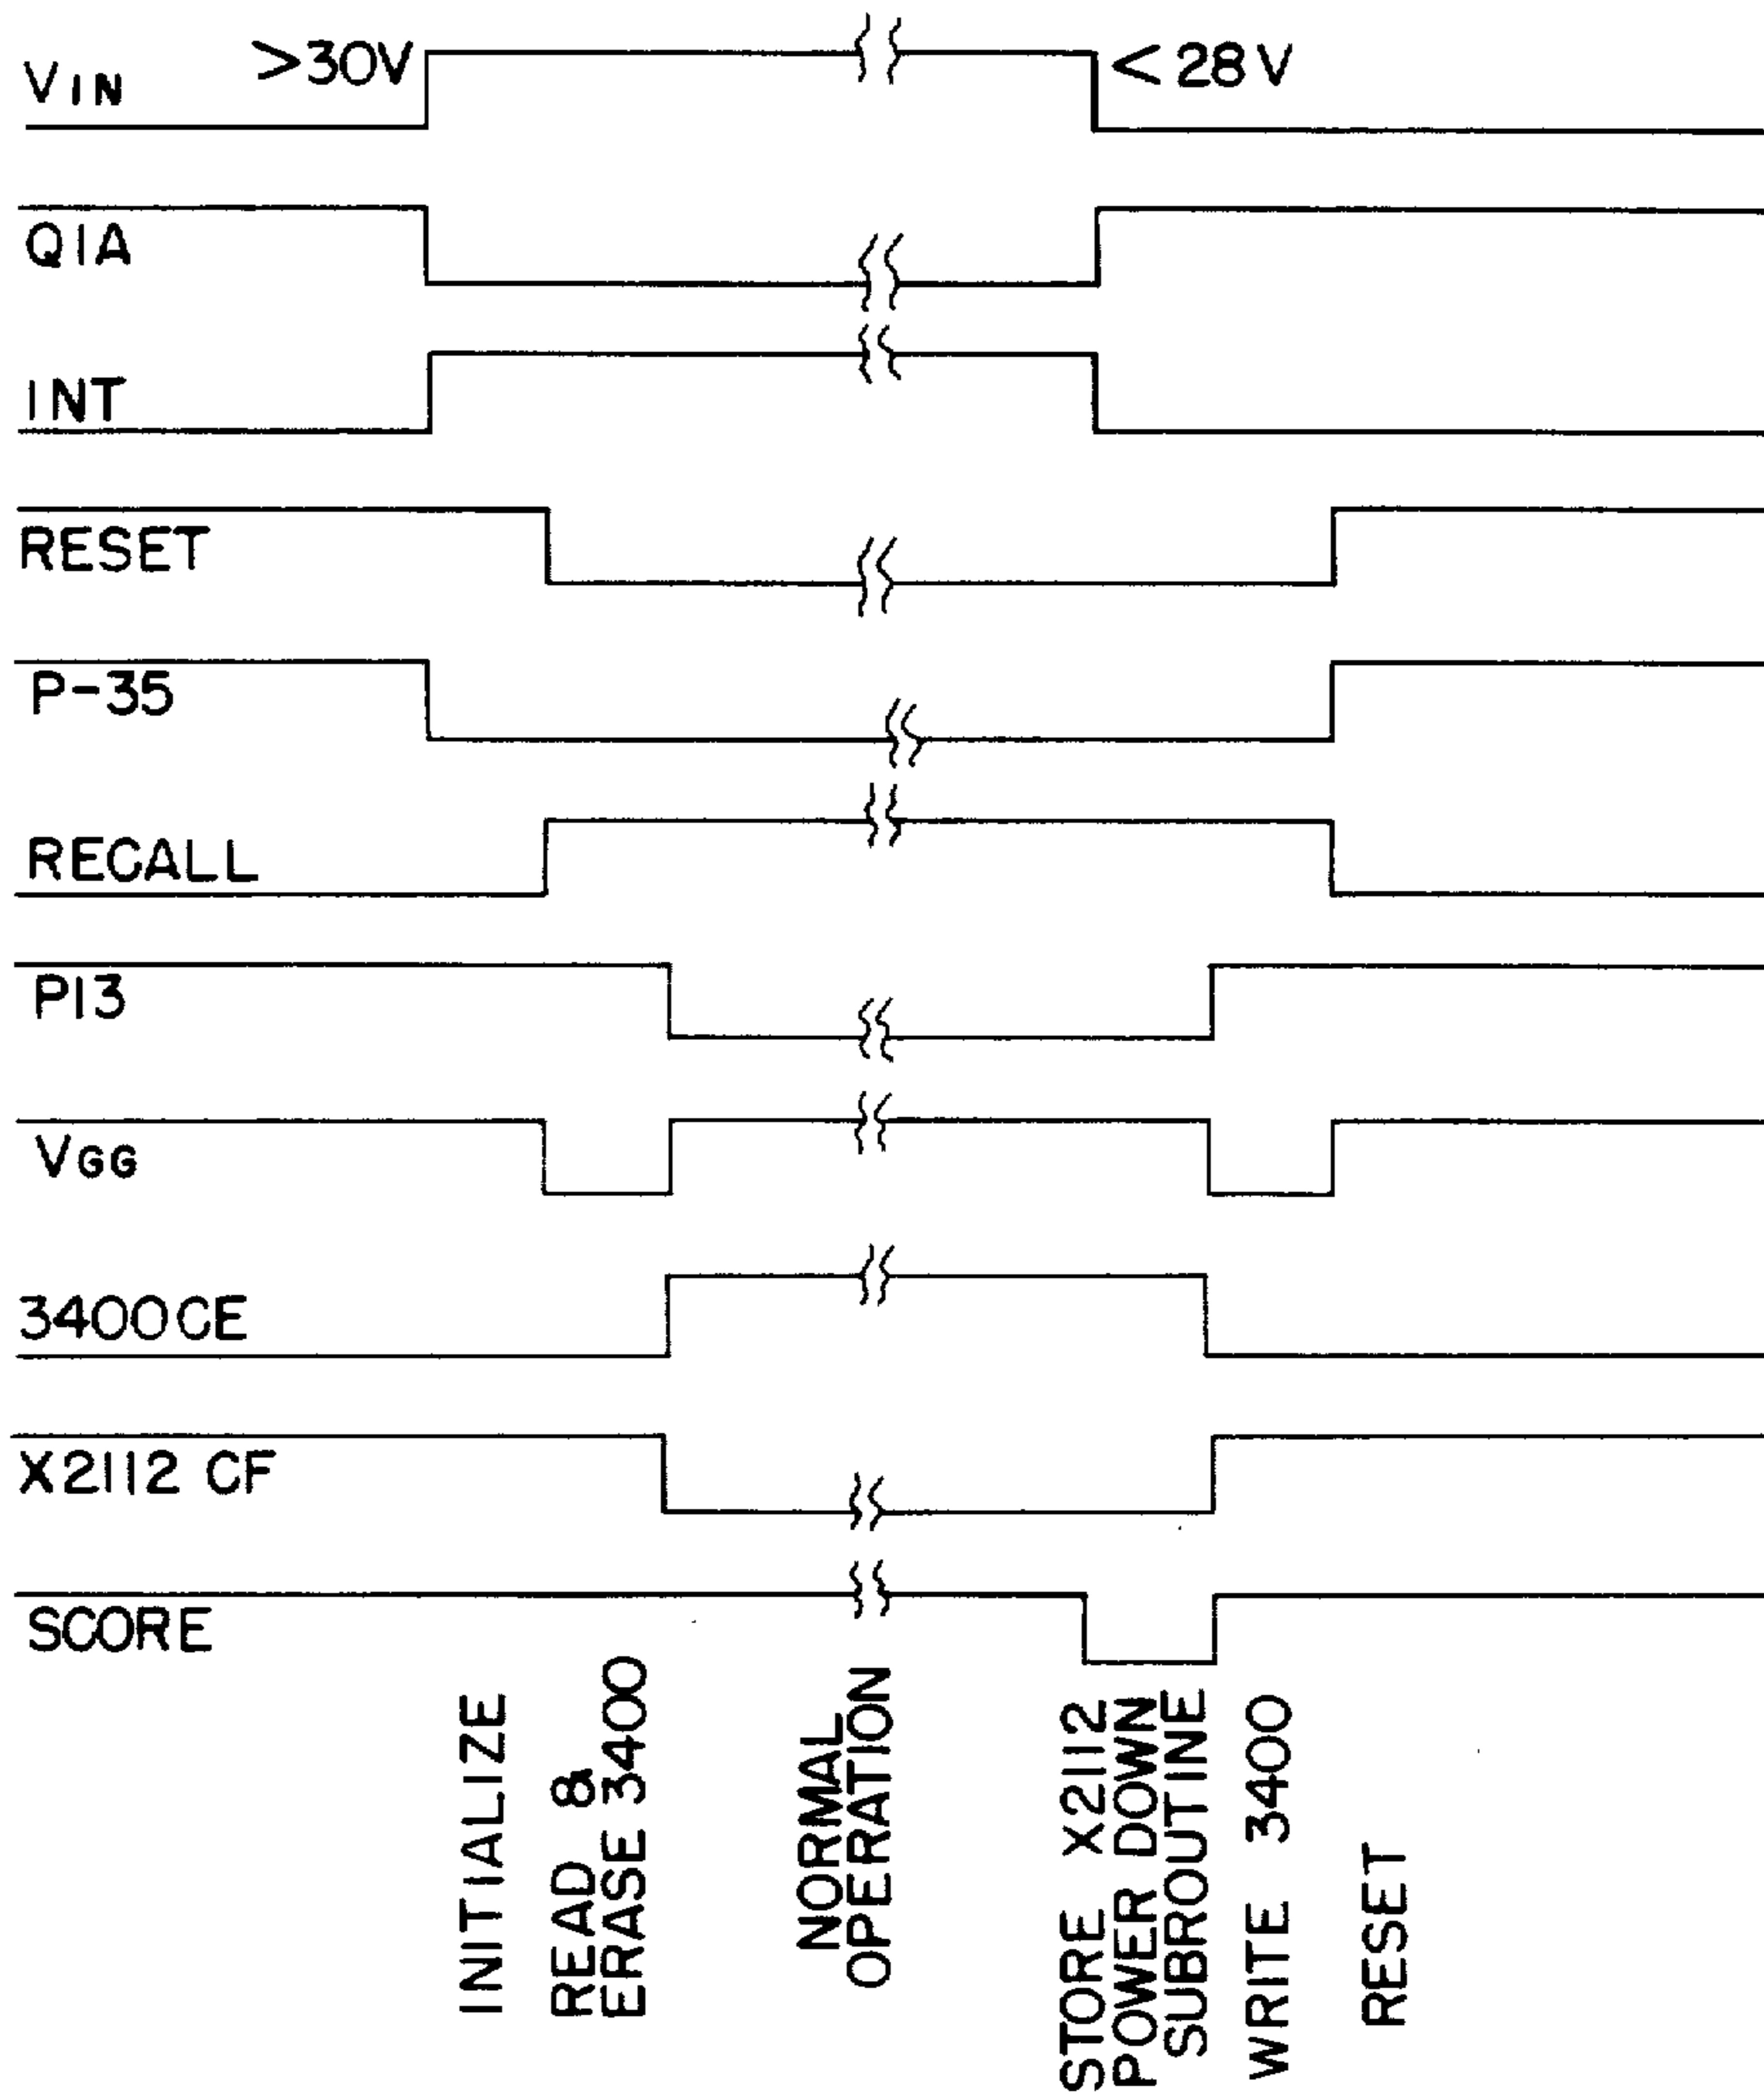 VIN
>30V
<28V
Q1A
INT
RESET
P-35
RECALL
P13
VGG
3400CE
X2112 CF
SCORE
INITIALIZE
READ &
ERASE 3400
NORMAL
OPERATION
STORE X2112
POWER DOWN
SUBROUTINE
WRITE 3400
RESET